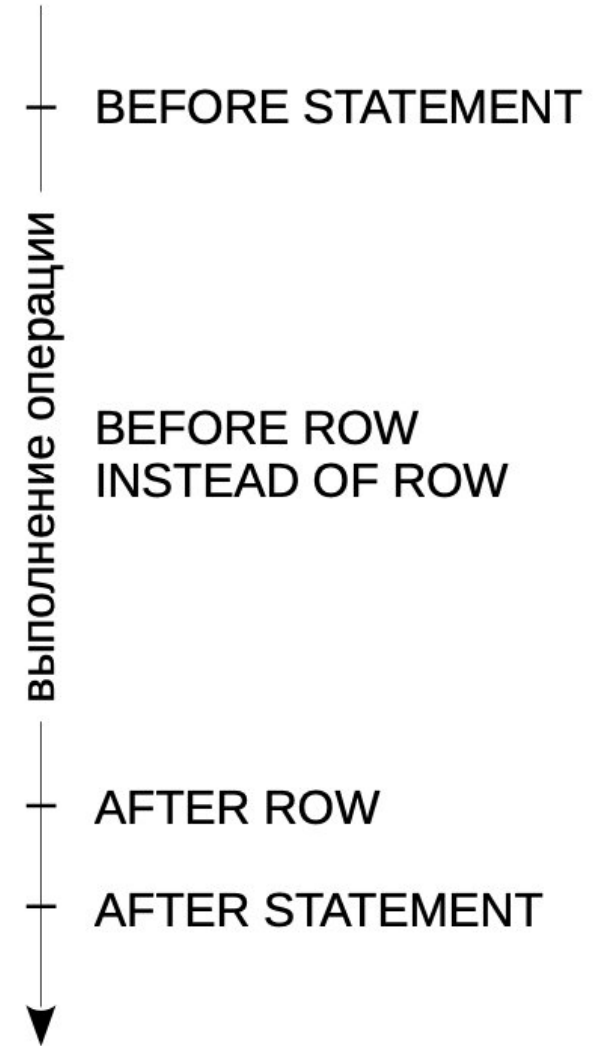 BEFORE STATEMENT
выполнение операции
BEFORE ROW
INSTEAD OF ROW
AFTER ROW
AFTER STATEMENT